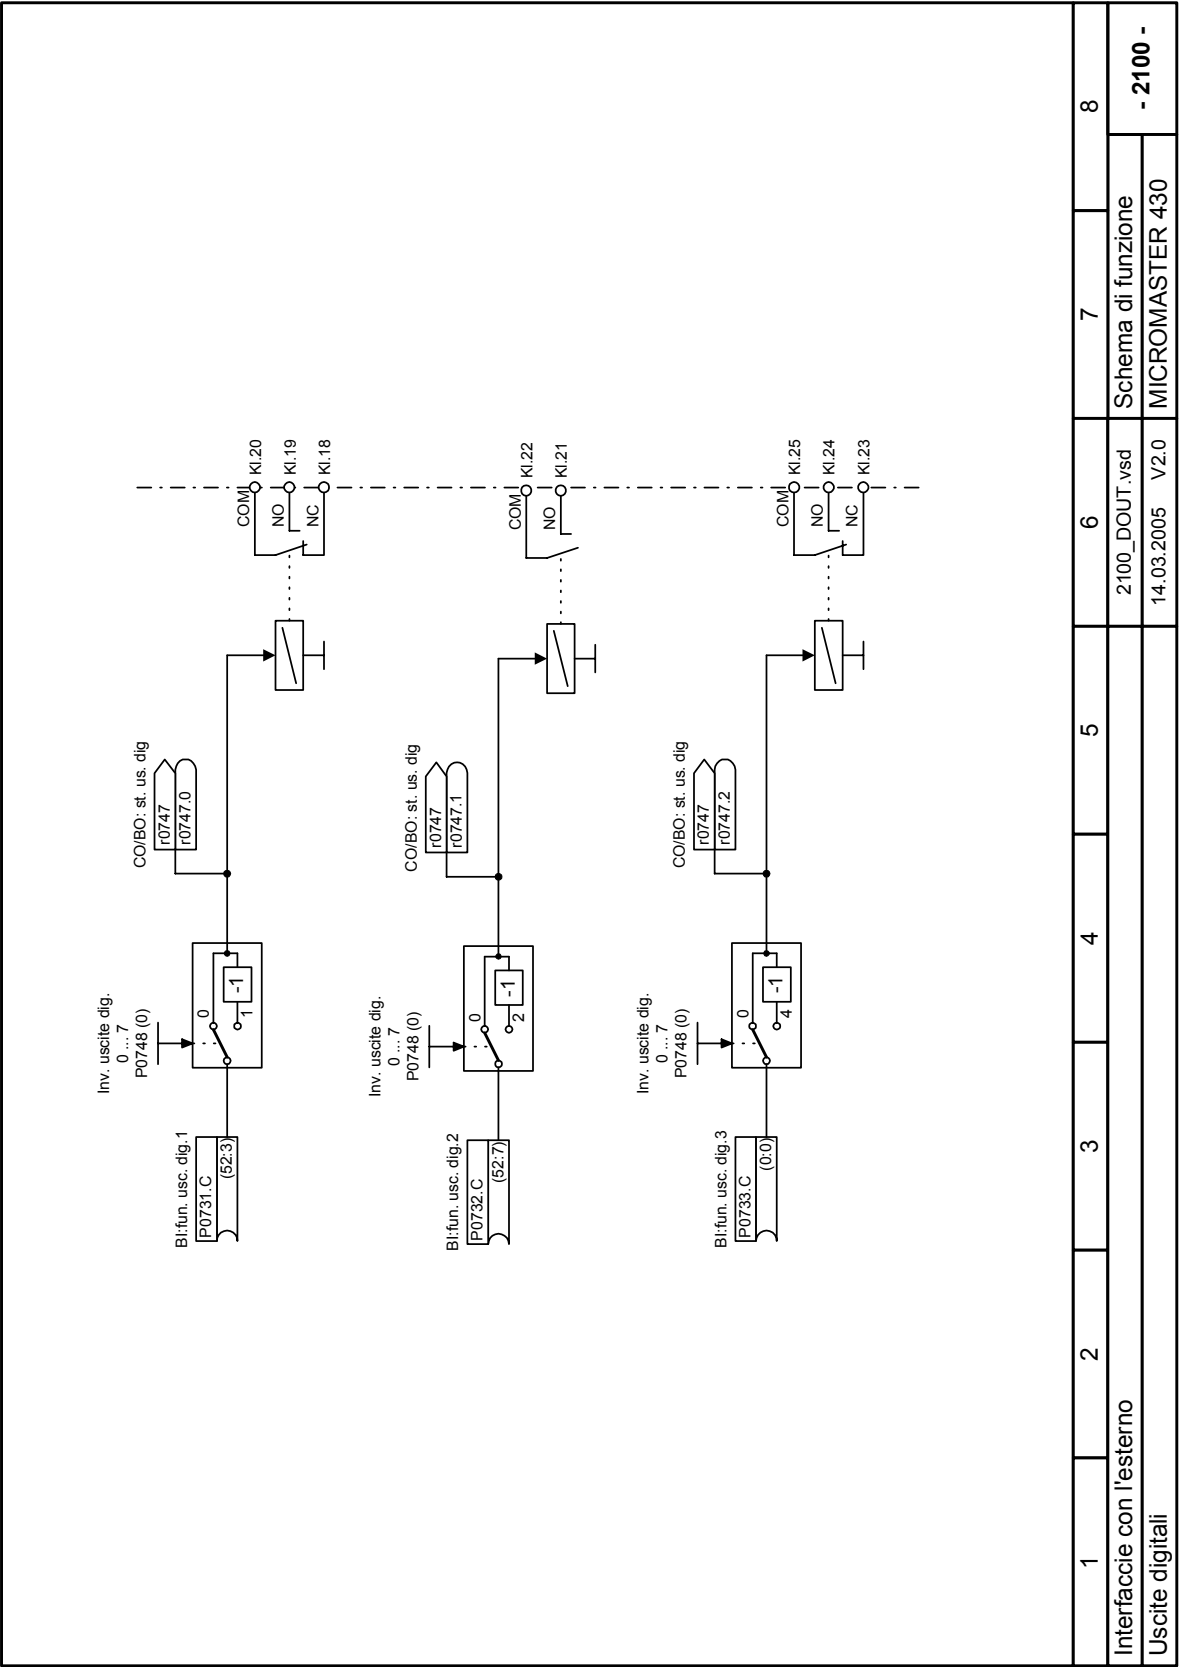 BI:fun. usc. dig.1
P0731.C
(52:3)
Inv. uscite dig.
0 ... 7
P0748 (0)
0
1
-1
CO/BO: st. us. dig
r0747
r0747.0
COM
Kl.20
NO
Kl.19
NC
Kl.18
BI:fun. usc. dig.2
P0732.C
(52:7)
Inv. uscite dig.
0 ... 7
P0748 (0)
0
2
-1
CO/BO: st. us. dig
r0747
r0747.1
COM
Kl.22
NO
Kl.21
BI:fun. usc. dig.3
P0733.C
(0:0)
Inv. uscite dig.
0 ... 7
P0748 (0)
0
4
-1
CO/BO: st. us. dig
r0747
r0747.2
COM
Kl.25
NO
Kl.24
NC
Kl.23
1 2 3 4 5 6 7 8
Interfaccie con l'esterno 2100_DOUT.vsd Schema di funzione - 2100 -
Uscite digitali 14.03.2005 V2.0 MICROMASTER 430